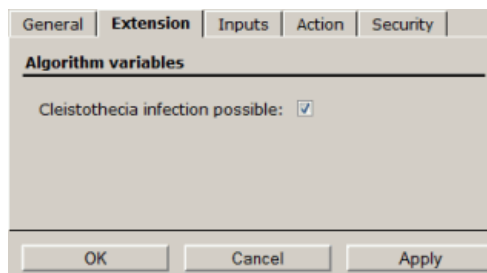 General Extension Inputs Action Security
Algorithm variables
Cleistothecia infection possible:
OK Cancel Apply